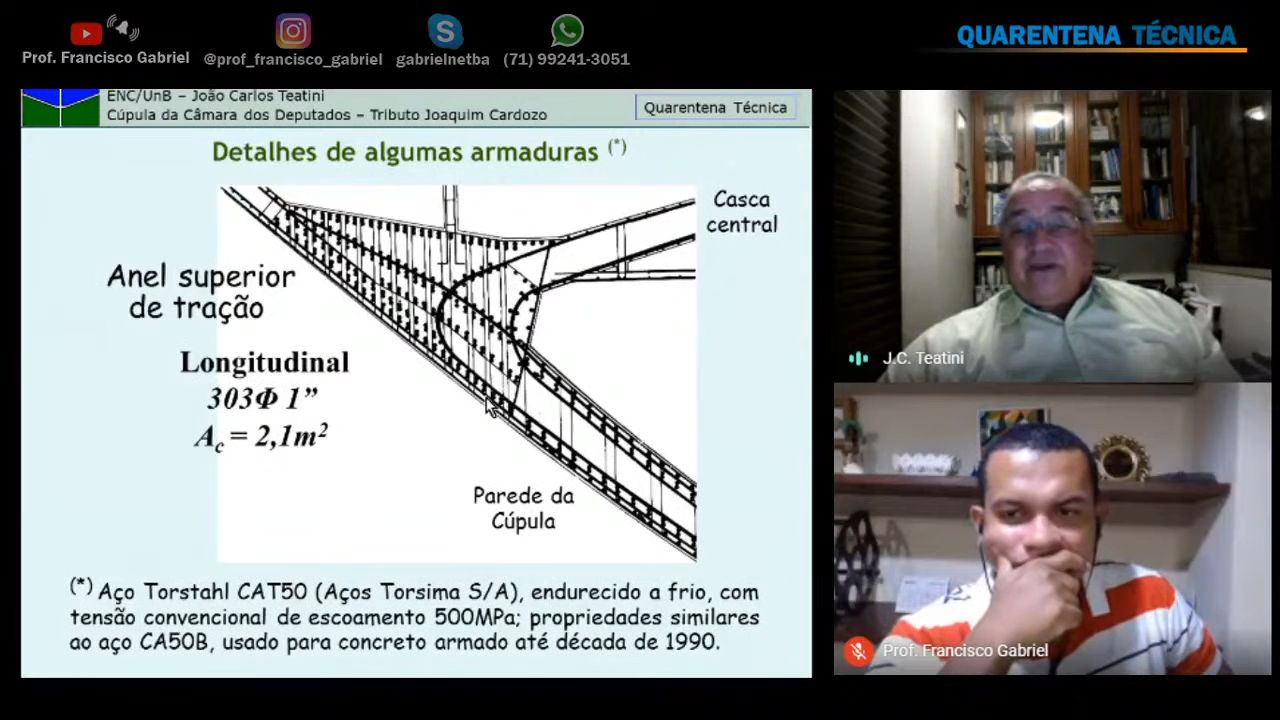 Prof. Francisco Gabriel
@prof_francisco_gabriel
gabrielnetba
(71) 99241-3051
QUARENTENA TÉCNICA
ENC/UnB – João Carlos Teatini
Cúpula da Câmara dos Deputados – Tributo Joaquim Cardozo
Quarentena Técnica
Detalhes de algumas armaduras (*)
Casca
central
Anel superior
de tração
Longitudinal
303Φ 1”
Ac = 2,1m²
Parede da
Cúpula
(*) Aço Torstahl CAT50 (Aços Torsima S/A), endurecido a frio, com
tensão convencional de escoamento 500MPa; propriedades similares
ao aço CA50B, usado para concreto armado até década de 1990.
J.C. Teatini
Prof. Francisco Gabriel